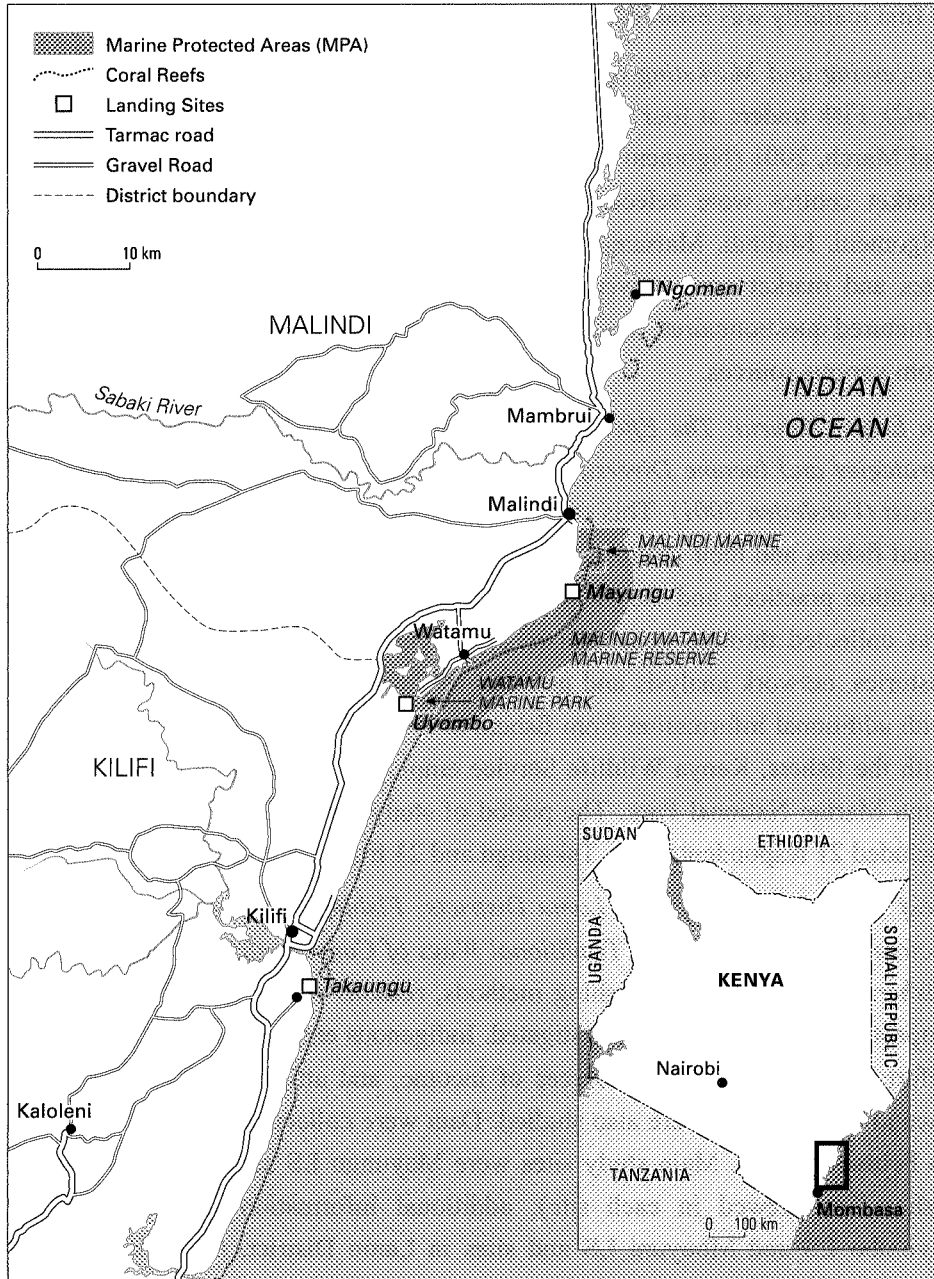 Marine Protected Areas (MPA)
Coral Reefs
Landing Sites
Tarmac road
Gravel Road
District boundary
0 10 km
Ngomeni
MALINDI
INDIAN
OCEAN
Sabaki River
Mambrui
Malindi
MALINDI MARINE
PARK
Mayungu
Watamu
MALINDI/WATAMU
MARINE RESERVE
WATAMU
MARINE PARK
Uyombo
KILIFI
Kilifi
Takaungu
Kaloleni
SUDAN
ETHIOPIA
UGANDA
SOMALI REPUBLIC
KENYA
Nairobi
TANZANIA
Mombasa
0 100 km